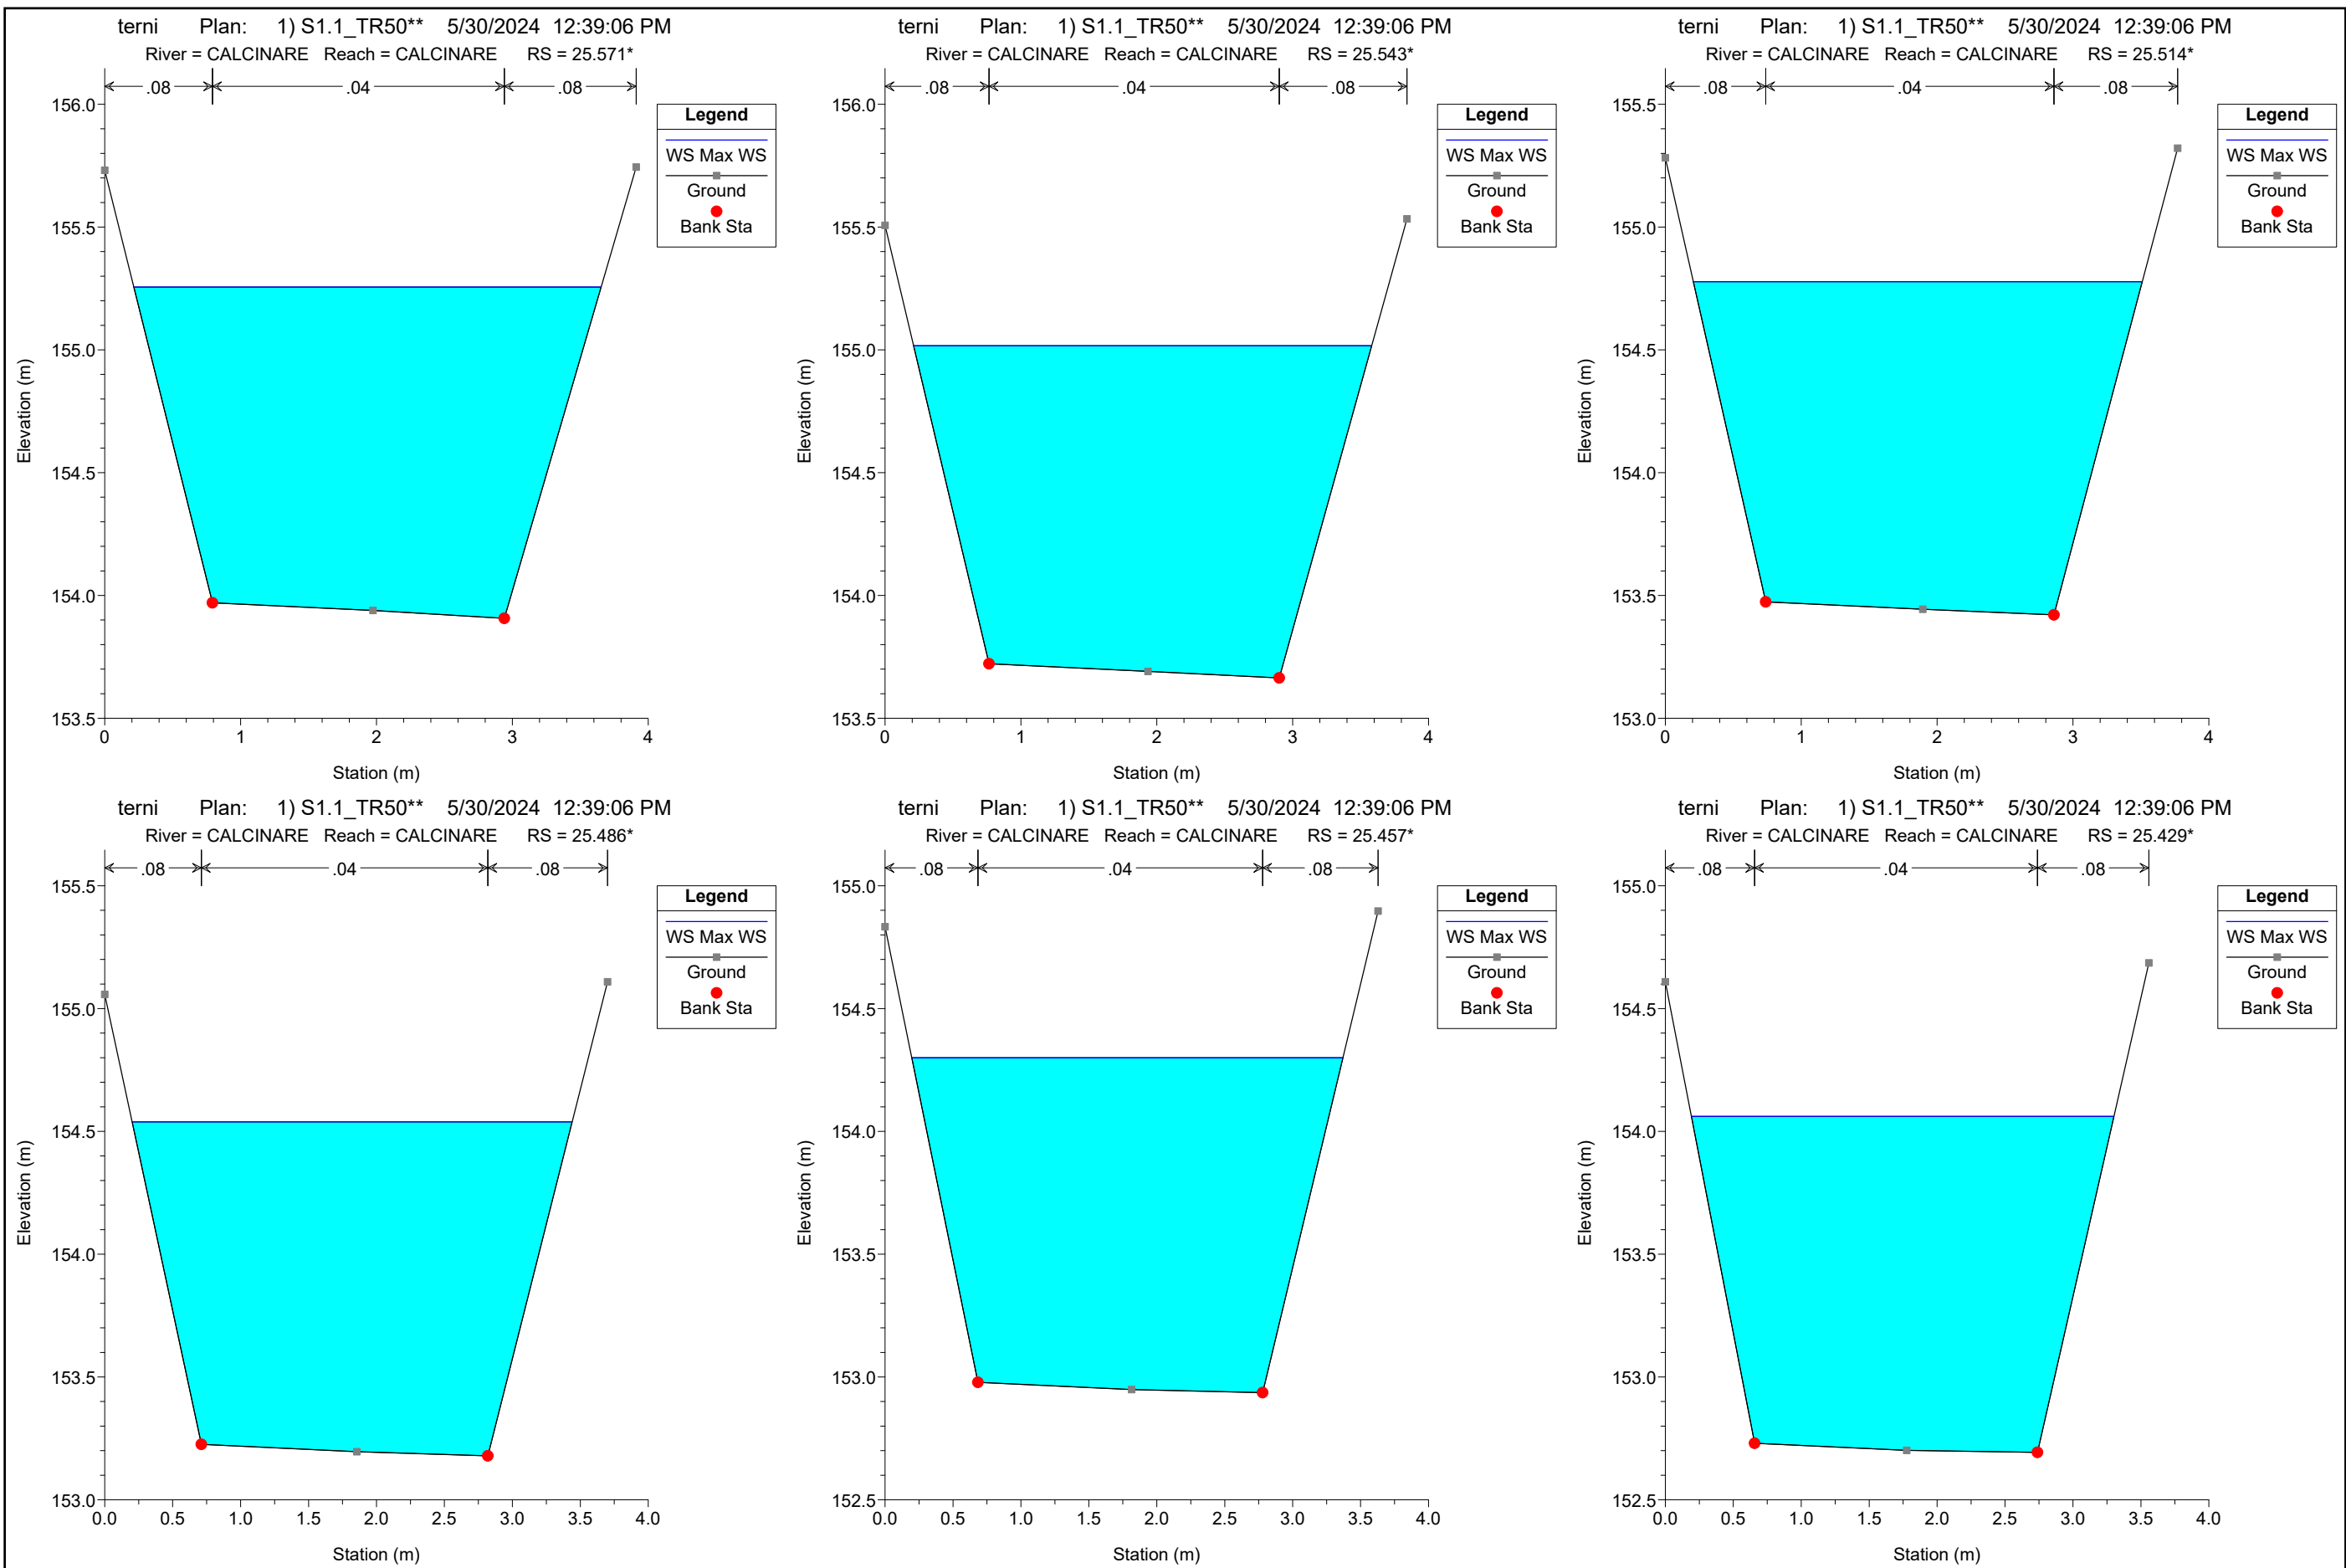 terni Plan: 1) S1.1_TR50** 5/30/2024 12:39:06 PM
River = CALCINARE Reach = CALCINARE RS = 25.571*
.08 .04 .08
156.0
155.5
155.0
154.5
154.0
153.5
0 1 2 3 4
Station (m)
Elevation (m)
Legend
WS Max WS
Ground
Bank Sta
terni Plan: 1) S1.1_TR50** 5/30/2024 12:39:06 PM
River = CALCINARE Reach = CALCINARE RS = 25.543*
.08 .04 .08
156.0
155.5
155.0
154.5
154.0
153.5
0 1 2 3 4
Station (m)
Elevation (m)
Legend
WS Max WS
Ground
Bank Sta
terni Plan: 1) S1.1_TR50** 5/30/2024 12:39:06 PM
River = CALCINARE Reach = CALCINARE RS = 25.514*
.08 .04 .08
155.5
155.0
154.5
154.0
153.5
153.0
0 1 2 3 4
Station (m)
Elevation (m)
Legend
WS Max WS
Ground
Bank Sta
terni Plan: 1) S1.1_TR50** 5/30/2024 12:39:06 PM
River = CALCINARE Reach = CALCINARE RS = 25.486*
.08 .04 .08
155.5
155.0
154.5
154.0
153.5
153.0
0.0 0.5 1.0 1.5 2.0 2.5 3.0 3.5 4.0
Station (m)
Elevation (m)
Legend
WS Max WS
Ground
Bank Sta
terni Plan: 1) S1.1_TR50** 5/30/2024 12:39:06 PM
River = CALCINARE Reach = CALCINARE RS = 25.457*
.08 .04 .08
155.0
154.5
154.0
153.5
153.0
152.5
0.0 0.5 1.0 1.5 2.0 2.5 3.0 3.5 4.0
Station (m)
Elevation (m)
Legend
WS Max WS
Ground
Bank Sta
terni Plan: 1) S1.1_TR50** 5/30/2024 12:39:06 PM
River = CALCINARE Reach = CALCINARE RS = 25.429*
.08 .04 .08
155.0
154.5
154.0
153.5
153.0
152.5
0.0 0.5 1.0 1.5 2.0 2.5 3.0 3.5 4.0
Station (m)
Elevation (m)
Legend
WS Max WS
Ground
Bank Sta